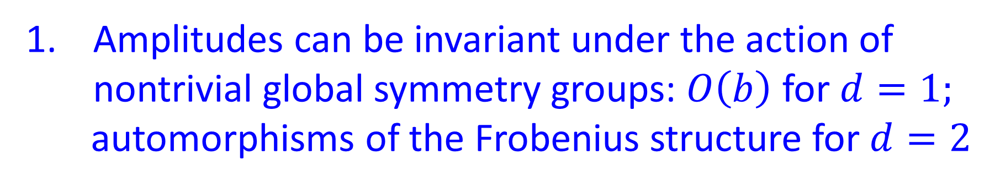 1. Amplitudes can be invariant under the action of
nontrivial global symmetry groups: O(b) for d = 1;
automorphisms of the Frobenius structure for d = 2